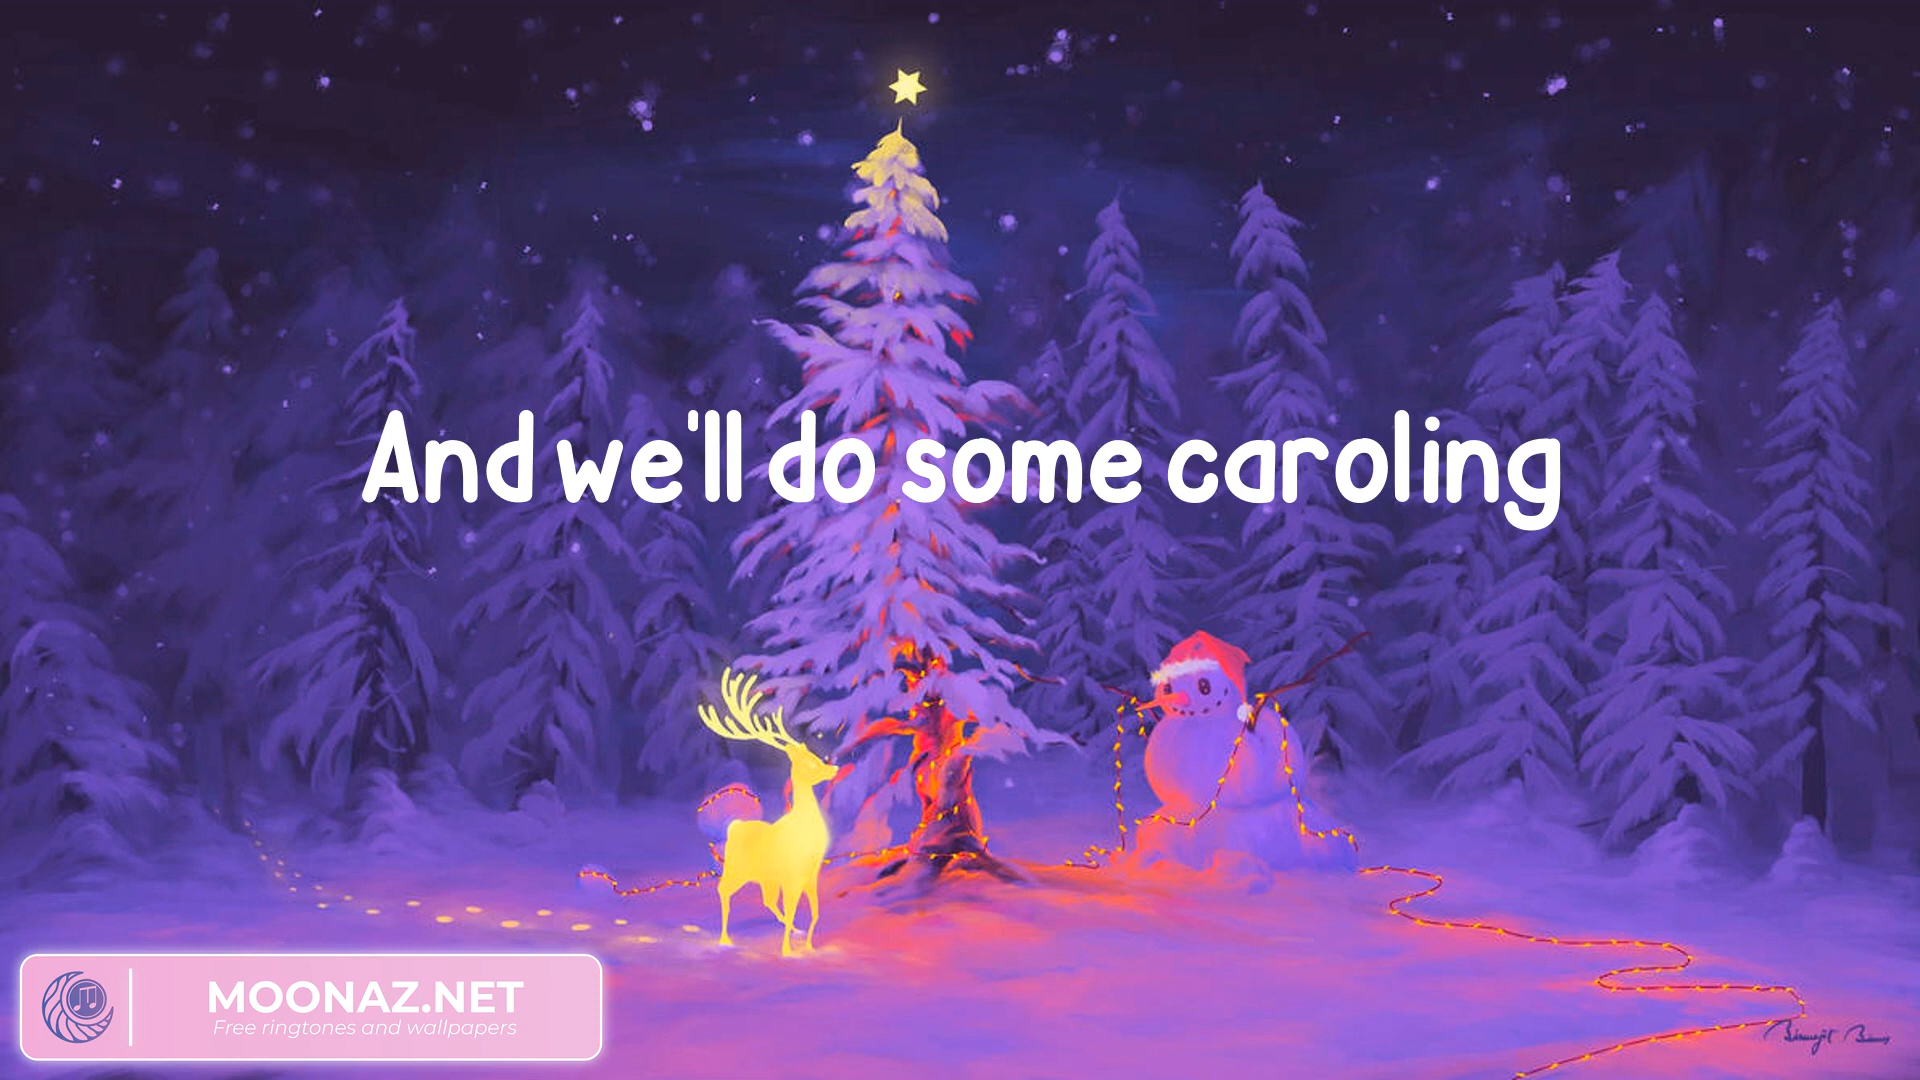 And we'll do some caroling
MOONAZ.NET
Free ringtones and wallpapers